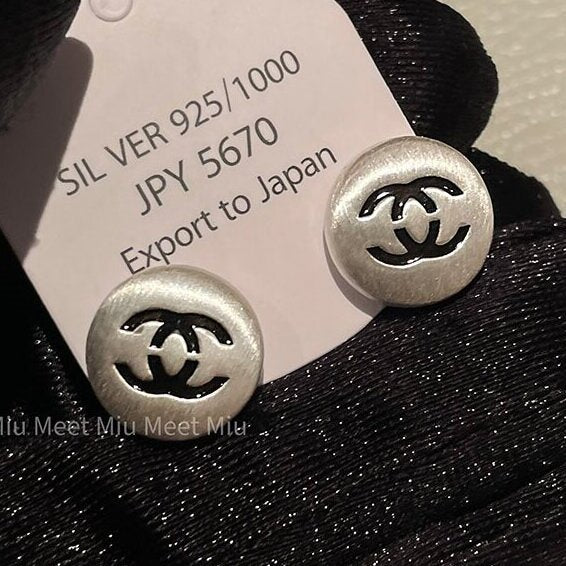 SIL VER 925/1000
JPY 5670
Export to Japan
Miu Meet Miu Meet Miu